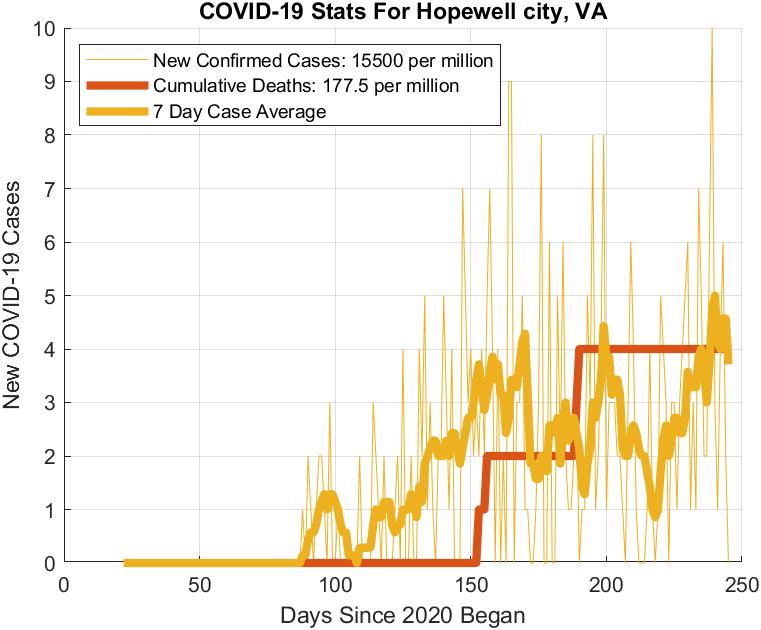 COVID-19 Stats For Hopewell city, VA
New Confirmed Cases: 15500 per million
Cumulative Deaths: 177.5 per million
7 Day Case Average
New COVID-19 Cases
10
9
8
7
6
5
4
3
2
1
0
0 50 100 150 200 250
Days Since 2020 Began